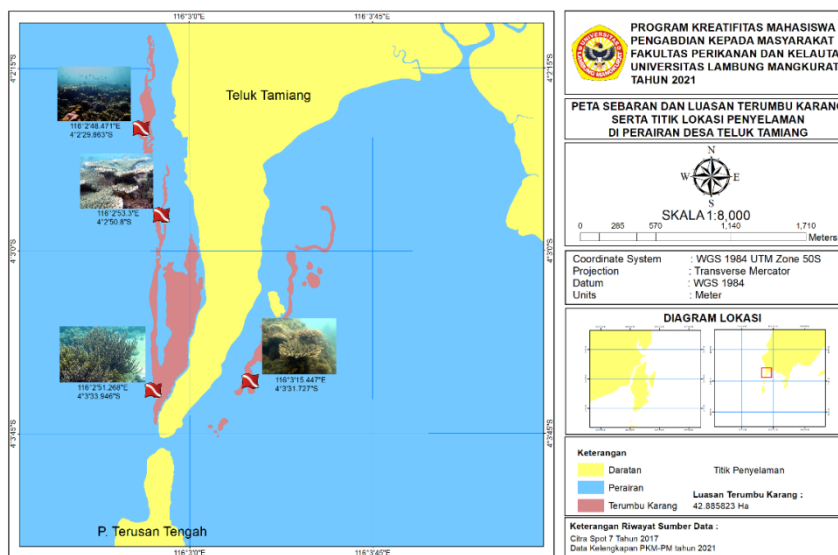 116°3'0"E
116°3'45"E
4°2'15"S
4°2'15"S
Teluk Tamiang
116°2'48.471"E
4°2'29.863"S
116°2'53.3"E
4°2'50.8"S
4°3'0"S
4°3'0"S
116°2'51.268"E
4°3'33.946"S
116°3'15.447"E
4°3'31.727"S
4°3'45"S
4°3'45"S
P. Terusan Tengah
116°3'0"E
116°3'45"E
PROGRAM KREATIFITAS MAHASISWA
PENGABDIAN KEPADA MASYARAKAT
FAKULTAS PERIKANAN DAN KELAUTA
UNIVERSITAS LAMBUNG MANGKURAT
TAHUN 2021
PETA SEBARAN DAN LUASAN TERUMBU KARANG
SERTA TITIK LOKASI PENYELAMAN
DI PERAIRAN DESA TELUK TAMIANG
N
W E
S
SKALA 1:8,000
0 285 570 1,140 1,710
Meters
Coordinate System : WGS 1984 UTM Zone 50S
Projection : Transverse Mercator
Datum : WGS 1984
Units : Meter
DIAGRAM LOKASI
Keterangan
Daratan Titik Penyelaman
Perairan
Terumbu Karang
Luasan Terumbu Karang :
42.885823 Ha
Keterangan Riwayat Sumber Data :
Citra Spot 7 Tahun 2017
Data Kelengkapan PKM-PM tahun 2021